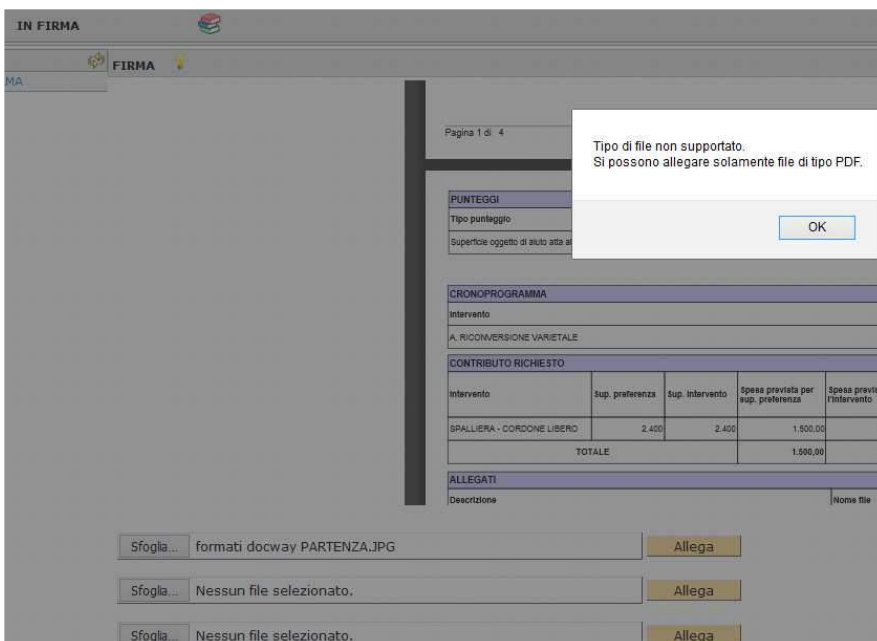 IN FIRMA
FIRMA
MA
Pagina 1 di 4
Tipo di file non supportato.
Si possono allegare solamente file di tipo PDF.
OK
PUNTEGGI
Tipo punteggio
Superficie oggetto di aiuto atta al
CRONOPROGRAMMA
Intervento
A. RICONVERSIONE VARIETALE
CONTRIBUTO RICHIESTO
Intervento Sup. preferenza Sup. Intervento Spesa prevista per sup. preferenza Spesa previs l'intervento
SPALLIERA - CORDONE LIBERO 2.400 2.400 1.500,00
TOTALE 1.500,00
ALLEGATI
Descrizione Nome file
Sfoglia... formati docway PARTENZA.JPG Allega
Sfoglia... Nessun file selezionato. Allega
Sfoglia... Nessun file selezionato. Allega